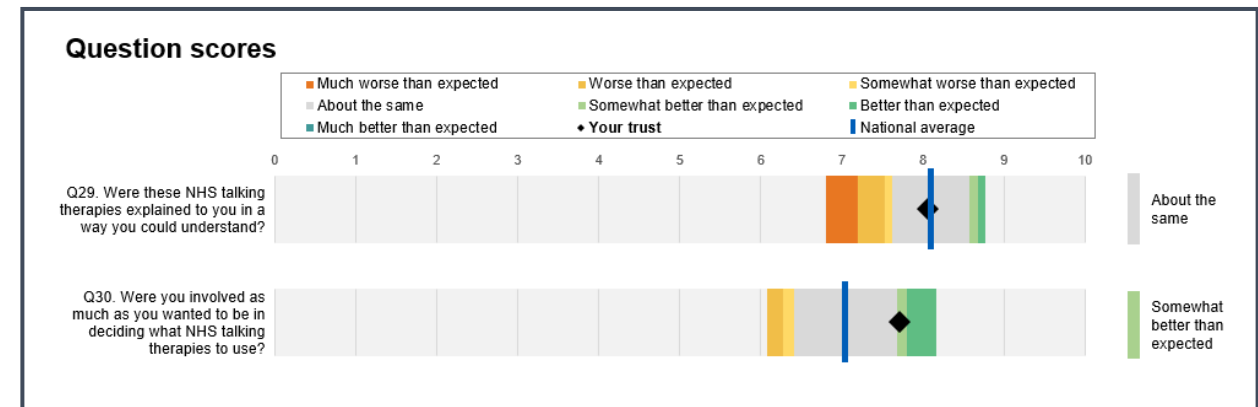 Question scores
Much worse than expected
Worse than expected
Somewhat worse than expected
About the same
Somewhat better than expected
Better than expected
Much better than expected
Your trust
National average
0 1 2 3 4 5 6 7 8 9 10
Q29. Were these NHS talking
therapies explained to you in a
way you could understand?
About the
same
Q30. Were you involved as
much as you wanted to be in
deciding what NHS talking
therapies to use?
Somewhat
better than
expected